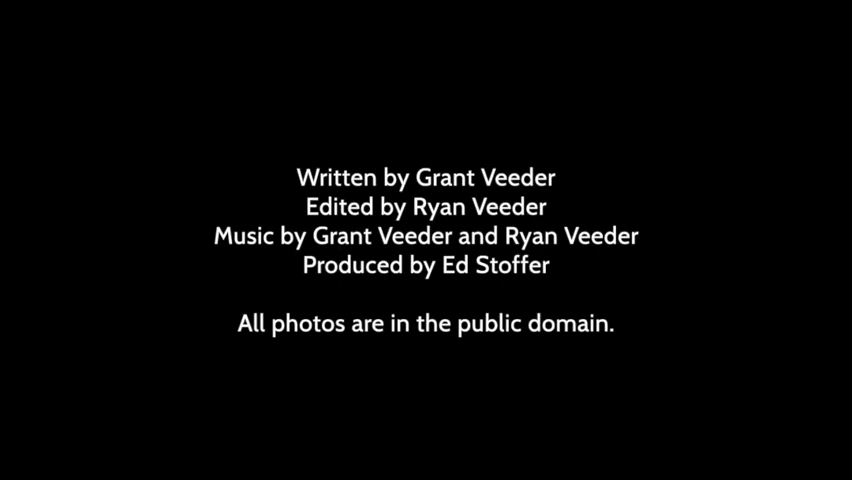 Written by Grant Veeder
Edited by Ryan Veeder
Music by Grant Veeder and Ryan Veeder
Produced by Ed Stoffer
All photos are in the public domain.